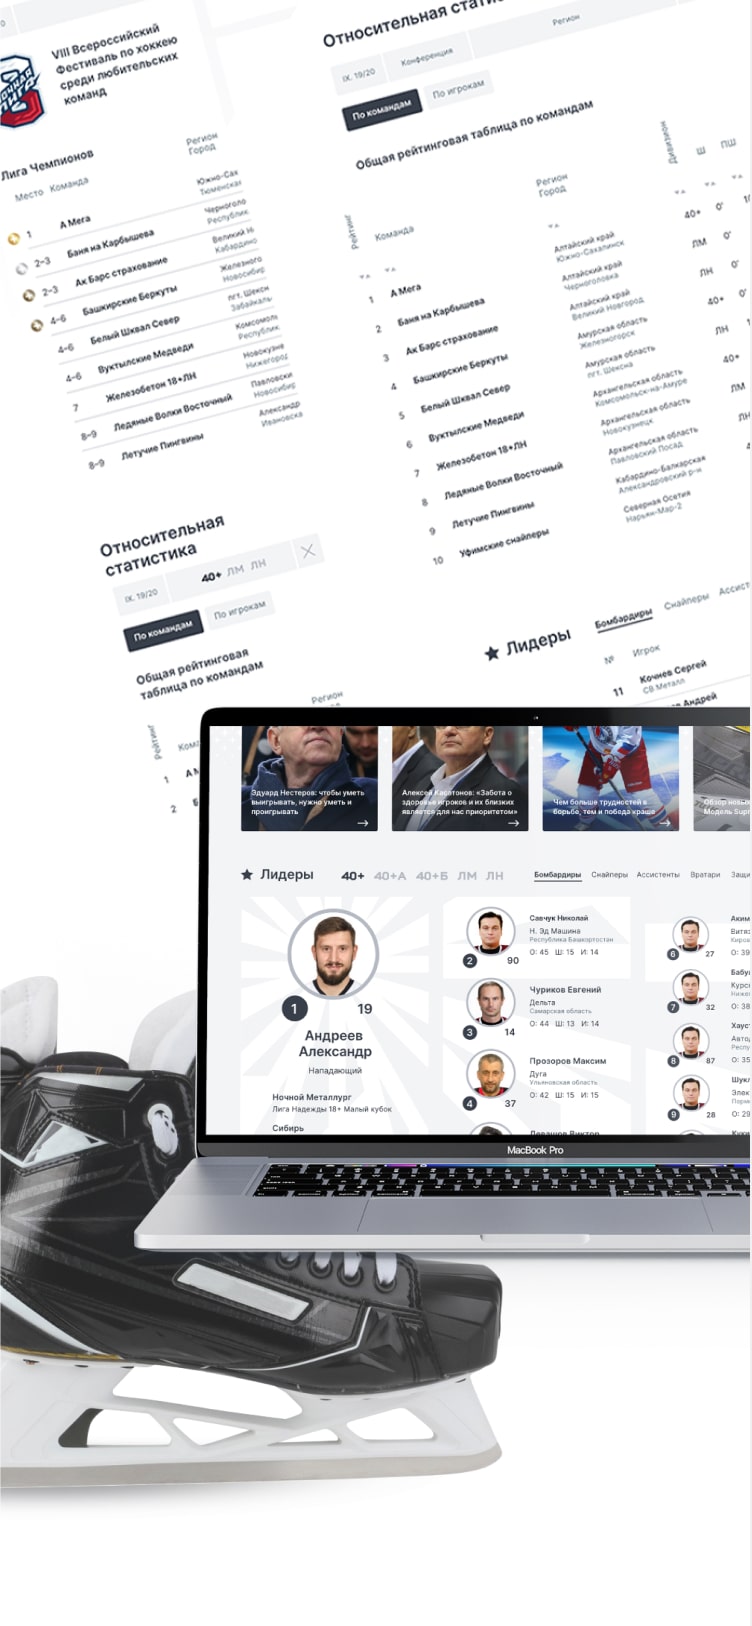 VIII Всероссийский
Фестиваль по хоккею
среди любительских
команд
Лига Чемпионов
Регион
Город
Место Команда
1 А Мега
Южно-Сах
Тюменская
2–3 Баня на Карбышева
Черноголо
Республик
2–3 Ак Барс страхование
Великий Н
Кабардино
4–6 Башкирские Беркуты
Железного
Новосибир
4–6 Белый Шквал Север
пгт. Шексн
Забайкаль
4–6 Вуктылские Медведи
Комсомоль
Республик
7 Железобетон 18+ЛН
Новокузне
Нижегород
8–9 Ледяные Волки Восточный
Павловски
Новосибир
8–9 Летучие Пингвины
Александр
Ивановска
Относительная стати
IX. 19/20 Конференция Регион
По командам По игрокам
Общая рейтинговая таблица по командам
Рейтинг Команда
Регион
Город
Дивизион Ш ПШ
1 А Мега
Алтайский край
Южно-Сахалинск
40+ 0'
2 Баня на Карбышева
Алтайский край
Черноголовка
ЛМ 0'
3 Ак Барс страхование
Алтайский край
Великий Новгород
ЛН 0'
4 Башкирские Беркуты
Амурская область
Железногорск
40+
5 Белый Шквал Север
Амурская область
пгт. Шексна
ЛН
6 Вуктылские Медведи
Архангельская область
Комсомольск-на-Амуре
40+
7 Железобетон 18+ЛН
Архангельская область
Новокузнецк
ЛМ
8 Ледяные Волки Восточный
Архангельская область
Павловский Посад
9 Летучие Пингвины
Кабардино-Балкарская
Александровский р-н
10 Уфимские снайперы
Северная Осетия
Нарьян-Мар-2
Относительная
статистика
IX. 19/20 40+ ЛМ ЛН
По командам По игрокам
Общая рейтинговая
таблица по командам
Рейтинг
Регион
1
2
Лидеры Бомбардиры Снайперы Ассист
№ Игрок
11 Кочнев Сергей
СВ Металл
Андрей
Эдуард Нестеров: чтобы уметь
выигрывать, нужно уметь и
проигрывать
Алексей Касатонов: «Забота о
здоровье игроков и их близких
является для нас приоритетом»
Чем больше трудностей в
борьбе, тем и победа краше
Обзор новы
Модель Supr
Лидеры 40+ 40+А 40+Б ЛМ ЛН Бомбардиры Снайперы Ассистенты Вратари Защи
1 19
Андреев
Александр
Нападающий
Ночной Металлург
Лига Надежды 18+ Малый кубок
Сибирь
Савчук Николай
Н. Эд Машина
Республика Башкортостан
О: 45 Ш: 15 И: 14
2 90
Чуриков Евгений
Дельта
Самарская область
О: 44 Ш: 13 И: 14
3 14
Прозоров Максим
Дуга
Ульяновская область
О: 42 Ш: 15 И: 15
4 37
Левашов Виктор
Аким
Витяз
Киров
О: 39
6 27
Бабу
Курс
О: 38
7 32
Хауст
Авто
Респу
О: 35
8 87
Шукл
Элек
О: 29
9 28
MacBook Pro